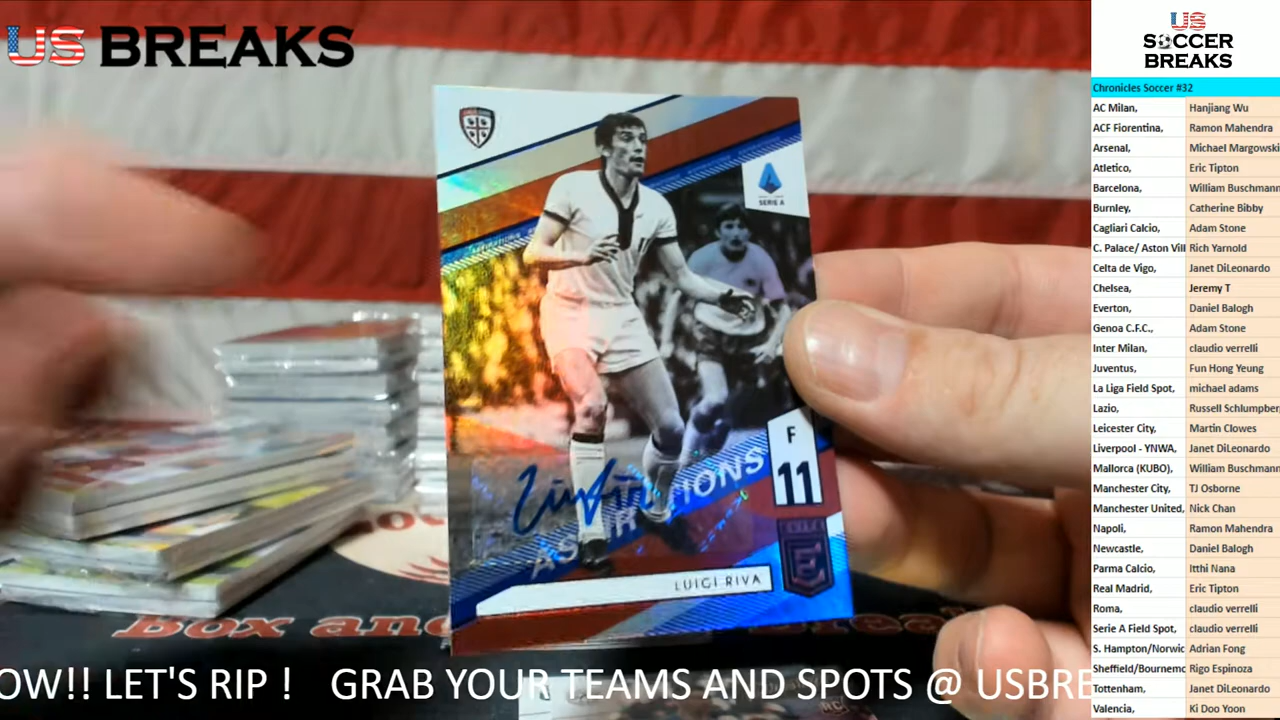 US BREAKS
US
SOCCER
BREAKS
Chronicles Soccer #32
AC Milan, Hanjiang Wu
ACF Fiorentina, Ramon Mahendra
Arsenal, Michael Margowski
Atletico, Eric Tipton
Barcelona, William Buschmann
Burnley, Catherine Bibby
Cagliari Calcio, Adam Stone
C. Palace/ Aston Vill Rich Yarnold
Celta de Vigo, Janet DiLeonardo
Chelsea, Jeremy T
Everton, Daniel Balogh
Genoa C.F.C., Adam Stone
Inter Milan, claudio verrelli
Juventus, Fun Hong Yeung
La Liga Field Spot, michael adams
Lazio, Russell Schlumper
Leicester City, Martin Clowes
Liverpool - YNWA, Janet DiLeonardo
Mallorca (KUBO), William Buschmann
Manchester City, TJ Osborne
Manchester United, Nick Chan
Napoli, Ramon Mahendra
Newcastle, Daniel Balogh
Parma Calcio, Itthi Nana
Real Madrid, Eric Tipton
Roma, claudio verrelli
Serie A Field Spot, claudio verrelli
S. Hampton/Norwic Adrian Fong
Sheffield/Bournemo Rigo Espinoza
Tottenham, Janet DiLeonardo
Valencia, Ki Doo Yoon
SERIE A
F
11
ASPIRATIONS
E
LUIGI RIVA
Box and
OW!! LET'S RIP ! GRAB YOUR TEAMS AND SPOTS @ USBRE